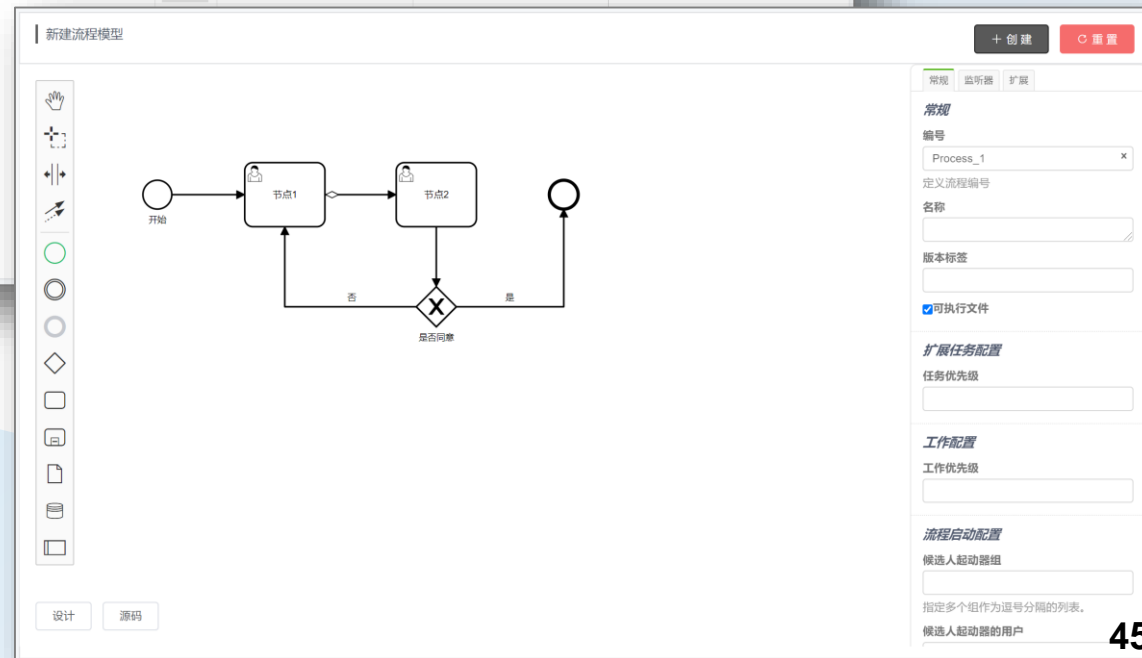 新建流程模型
+ 创建
重置
常规
监听器
扩展
常规
编号
Process_1
×
定义流程编号
名称
版本标签
可执行文件
扩展任务配置
任务优先级
工作配置
工作优先级
流程启动配置
候选人起动器组
指定多个组作为逗号分隔的列表。
候选人起动器的用户
开始
节点1
节点2
否
是
是否同意
设计
源码
45